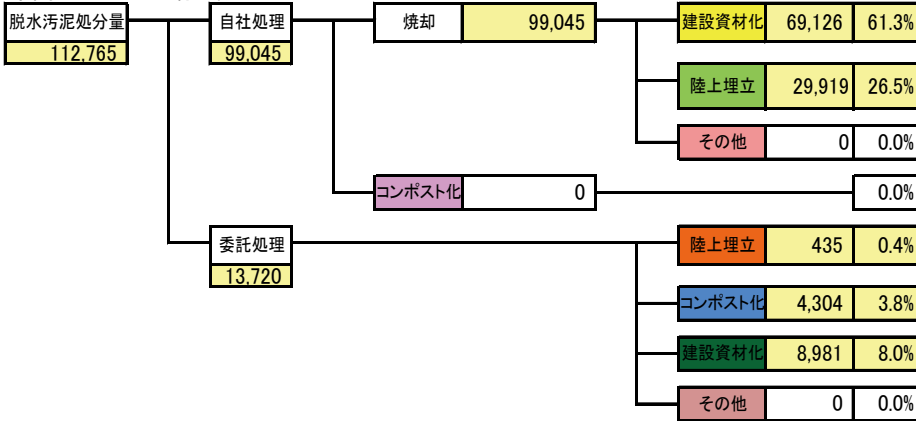 脱水汚泥処分量 自社処理 焼却 99,045 建設資材化 69,126 61.3%
112,765 99,045
陸上埋立 29,919 26.5%
その他 0 0.0%
コンポスト化 0 0.0%
委託処理 陸上埋立 435 0.4%
13,720
コンポスト化 4,304 3.8%
建設資材化 8,981 8.0%
その他 0 0.0%